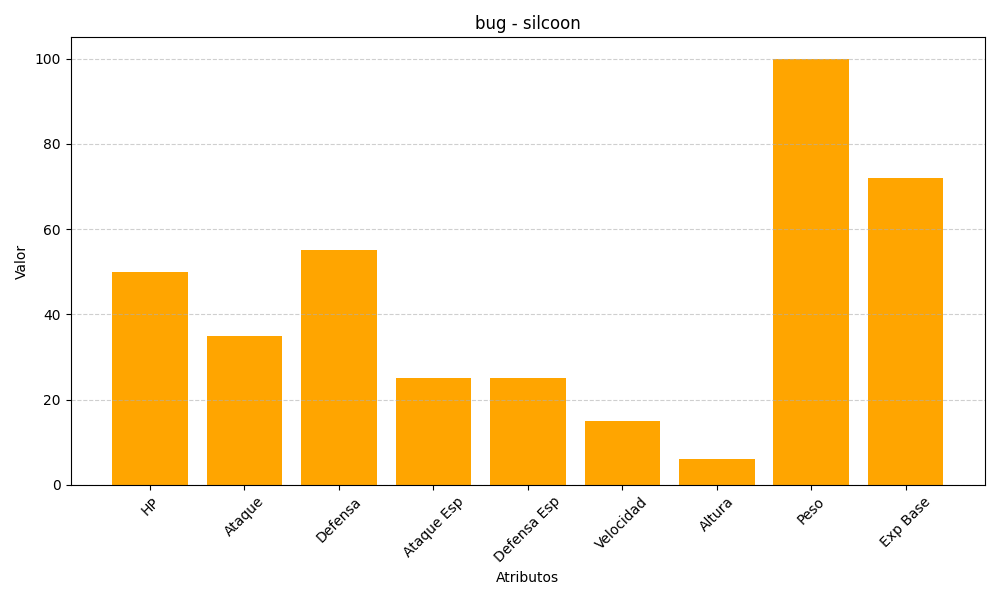 bug - silcoon
Valor
100
80
60
40
20
0
HP
Ataque
Defensa
Ataque Esp
Defensa Esp
Velocidad
Altura
Peso
Exp Base
Atributos